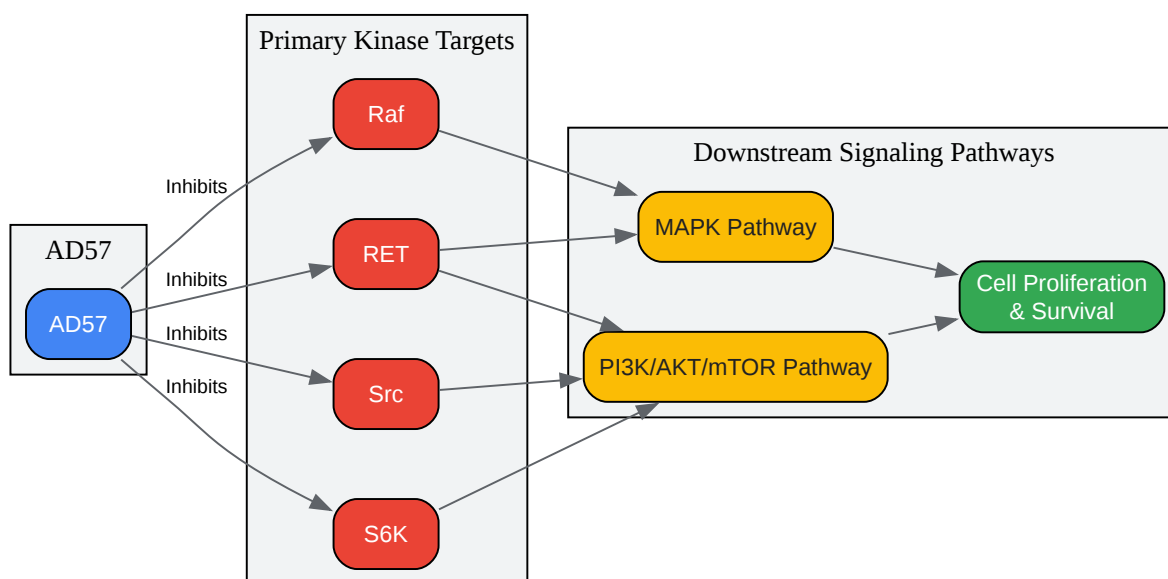 Primary Kinase Targets
Raf
Downstream Signaling Pathways
Inhibits
MAPK Pathway
AD57
RET
Inhibits
Cell Proliferation
& Survival
AD57
Inhibits
PI3K/AKT/mTOR Pathway
Inhibits
Src
S6K